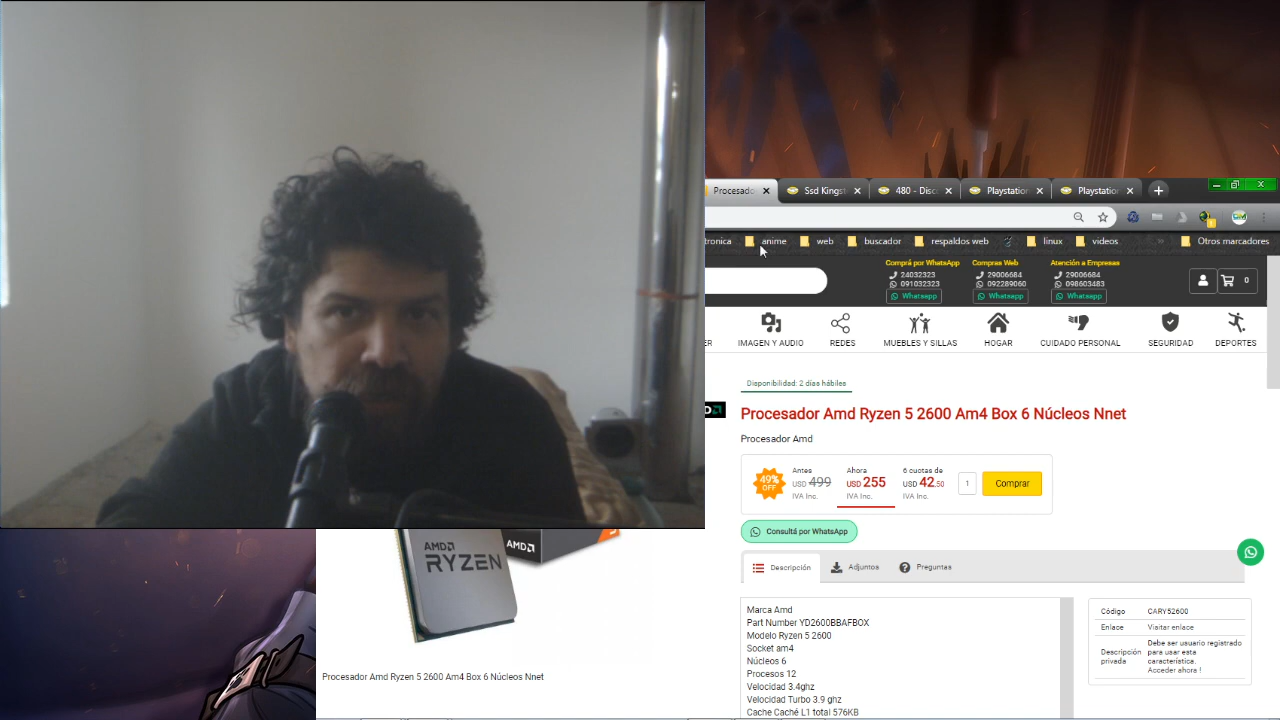 Procesado
Ssd Kingst
480 - Disc
Playstation
Playstation
tronica
anime
web
buscador
respaldos web
linux
videos
Otros marcadores
Comprá por WhatsApp
24032323
091032323
Whatsapp
Compras Web
29006684
092289060
Whatsapp
Atención a Empresas
29006684
098603483
Whatsapp
0
ER
IMAGEN Y AUDIO
REDES
MUEBLES Y SILLAS
HOGAR
CUIDADO PERSONAL
SEGURIDAD
DEPORTES
Disponibilidad: 2 días hábiles
Procesador Amd Ryzen 5 2600 Am4 Box 6 Núcleos Nnet
Procesador Amd
49%
OFF
Antes
USD 499
IVA Inc.
Ahora
USD 255
IVA Inc.
6 cuotas de
USD 42,50
IVA Inc.
1
Comprar
Consultá por WhatsApp
Descripción
Adjuntos
Preguntas
Marca Amd
Part Number YD2600BBAFBOX
Modelo Ryzen 5 2600
Socket am4
Núcleos 6
Procesos 12
Velocidad 3.4ghz
Velocidad Turbo 3.9 ghz
Cache Caché L1 total 576KB
Código CARY52600
Enlace Visitar enlace
Descripción privada
Debe ser usuario registrado
para usar esta
característica.
Acceder ahora !
AMD
RYZEN
AMD
Procesador Amd Ryzen 5 2600 Am4 Box 6 Núcleos Nnet